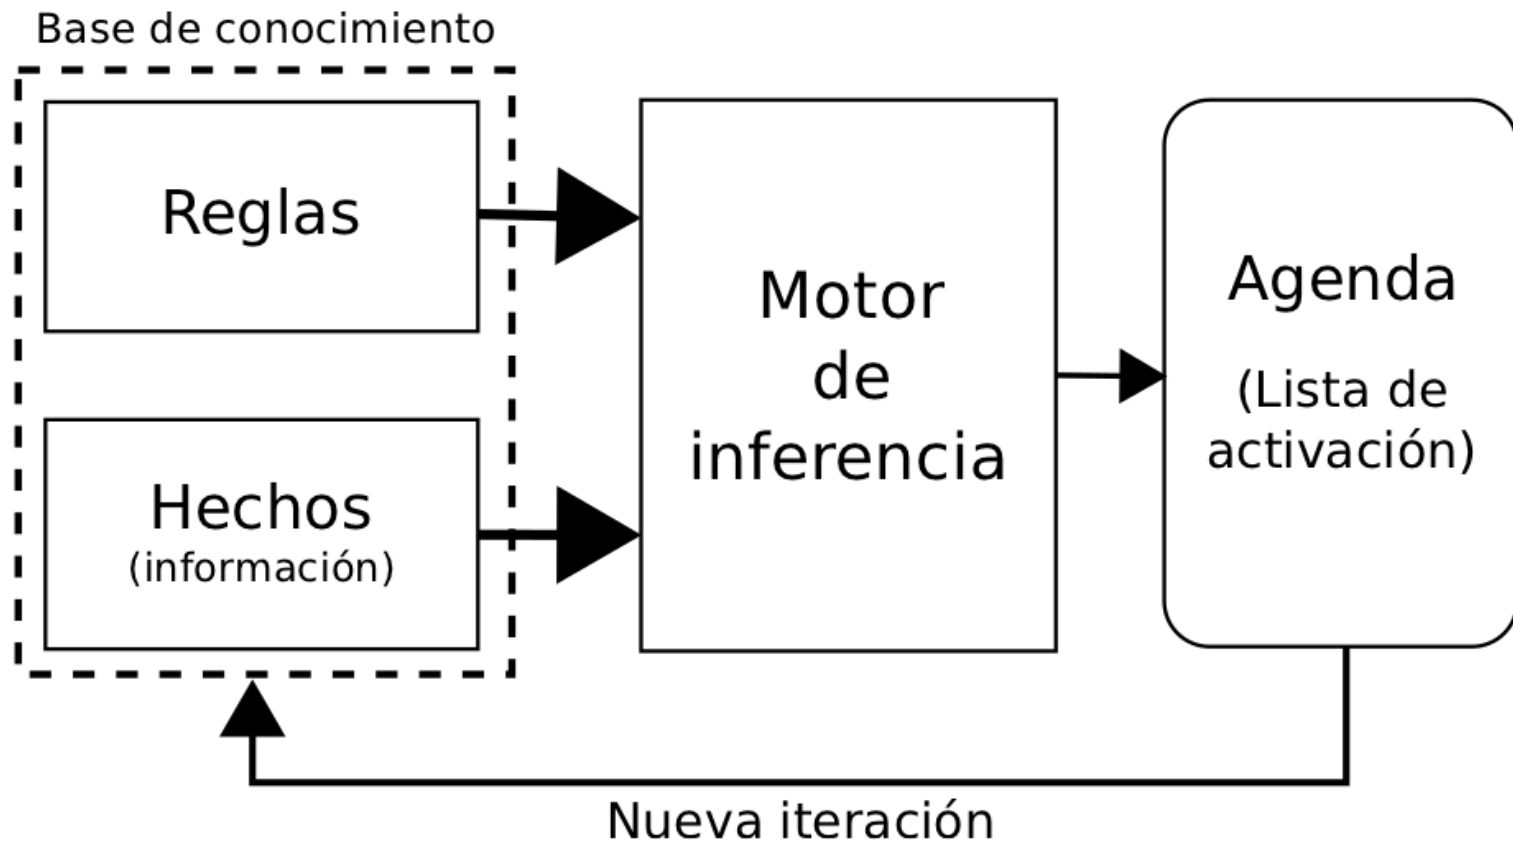 Base de conocimiento
Reglas
Hechos
(información)
Motor
de
inferencia
Agenda
(Lista de
activación)
Nueva iteración